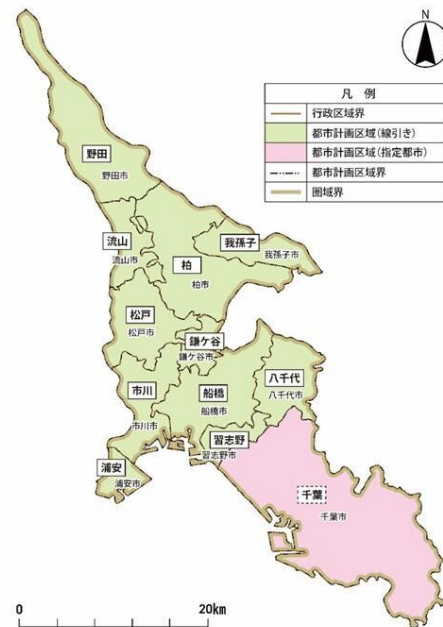 N
凡 例
行政区域界
都市計画区域(線引き)
都市計画区域(指定都市)
都市計画区域界
圏域界
野田
野田市
流山
流山市
我孫子
我孫子市
柏
柏市
松戸
松戸市
鎌ケ谷
鎌ケ谷市
市川
市川市
船橋
船橋市
八千代
八千代市
習志野
習志野市
浦安
浦安市
千葉
千葉市
0 20km